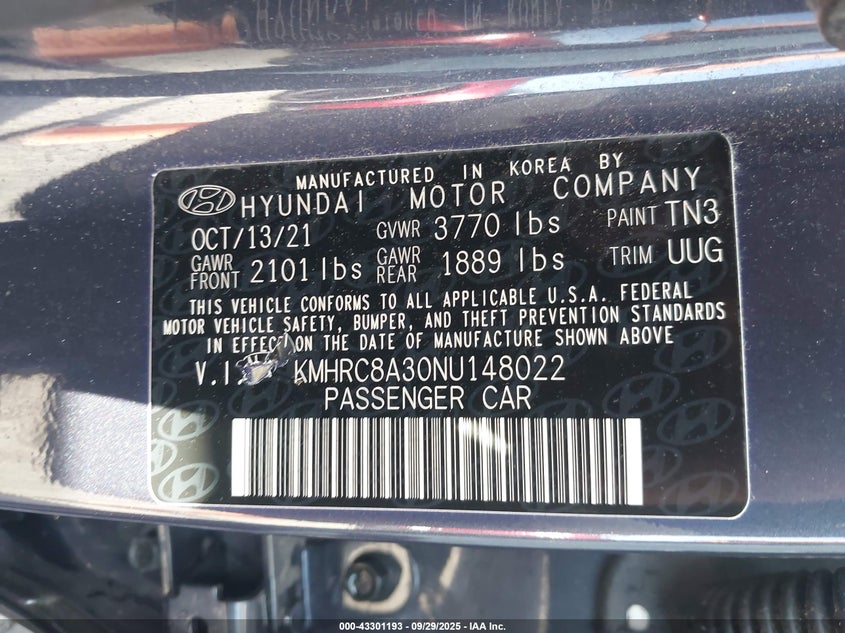 MANUFACTURED IN KOREA BY
HYUNDAI MOTOR COMPANY
OCT/13/21 GVWR 3770 lbs PAINT TN3
GAWR FRONT 2101 lbs GAWR REAR 1889 lbs TRIM UUG
THIS VEHICLE CONFORMS TO ALL APPLICABLE U.S.A. FEDERAL
MOTOR VEHICLE SAFETY, BUMPER, AND THEFT PREVENTION STANDARDS
IN EFFECT ON THE DATE OF MANUFACTURE SHOWN ABOVE
V.I KMHRC8A30NU148022
PASSENGER CAR
000-43301193 - 09/29/2025 - IAA Inc.